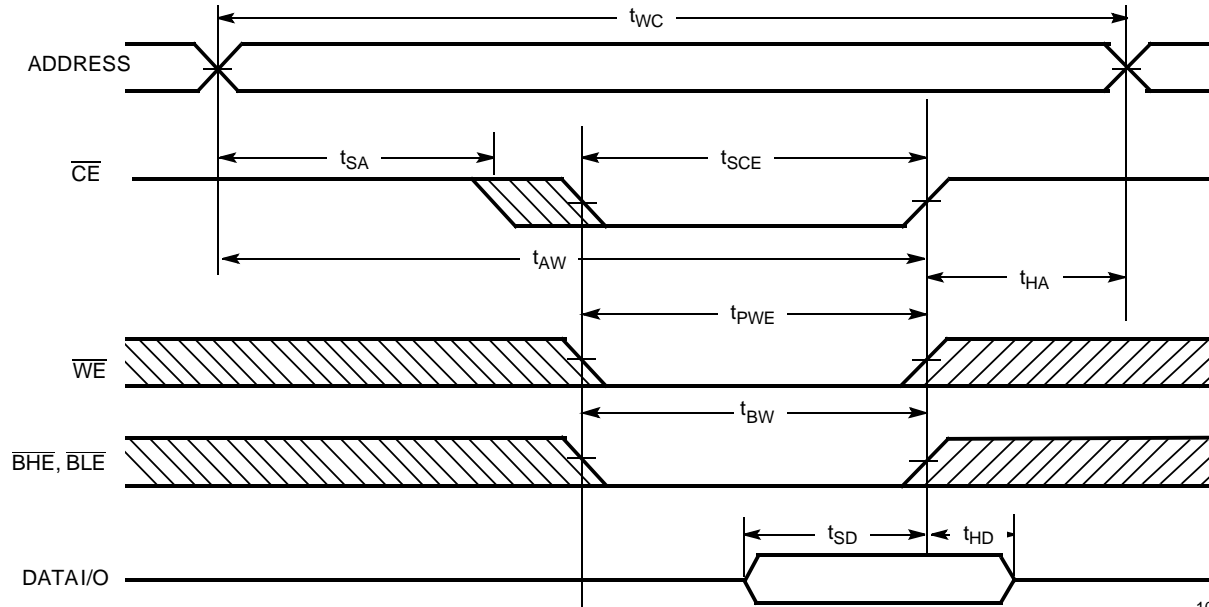 tWC
ADDRESS
tSA
tSCE
CE
tAW
tHA
tPWE
WE
tBW
BHE, BLE
tSD
tHD
DATA I/O